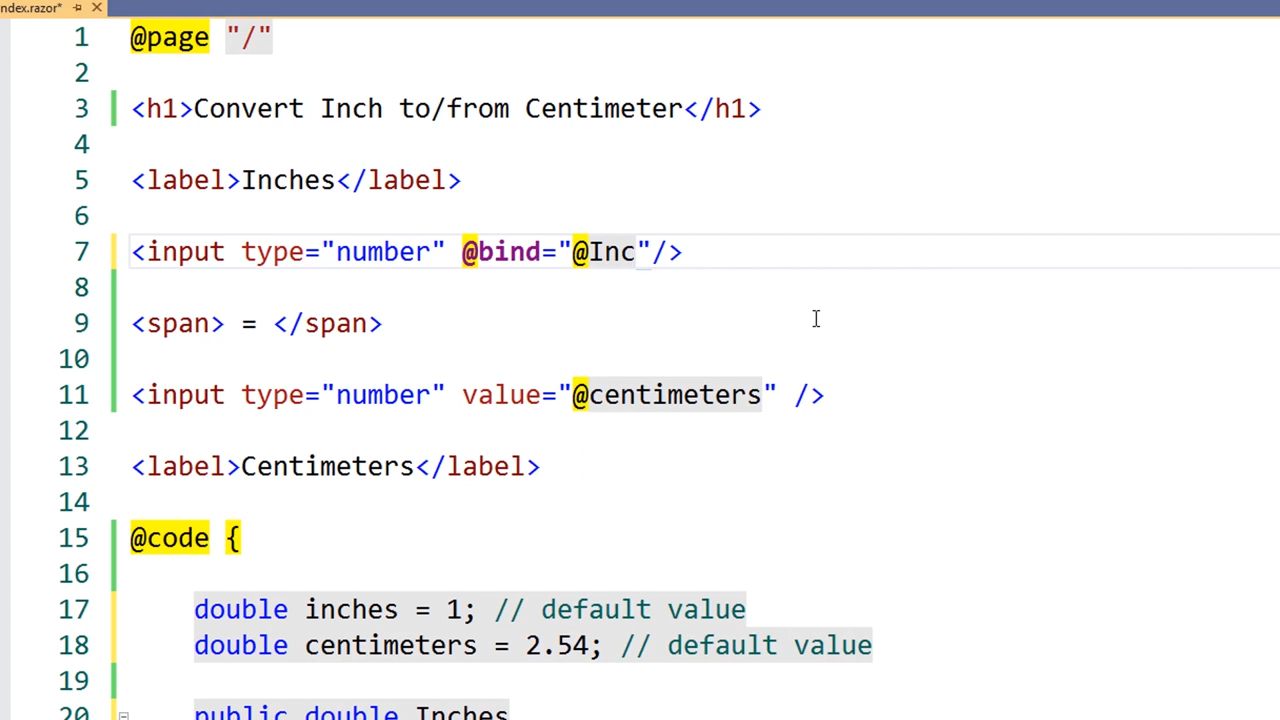 ndex.razor*
1 @page "/"
2
3 <h1>Convert Inch to/from Centimeter</h1>
4
5 <label>Inches</label>
6
7 <input type="number" @bind="@Inc"/>
8
9 <span> = </span>
10
11 <input type="number" value="@centimeters" />
12
13 <label>Centimeters</label>
14
15 @code {
16
17 double inches = 1; // default value
18 double centimeters = 2.54; // default value
19
20 public double Inches